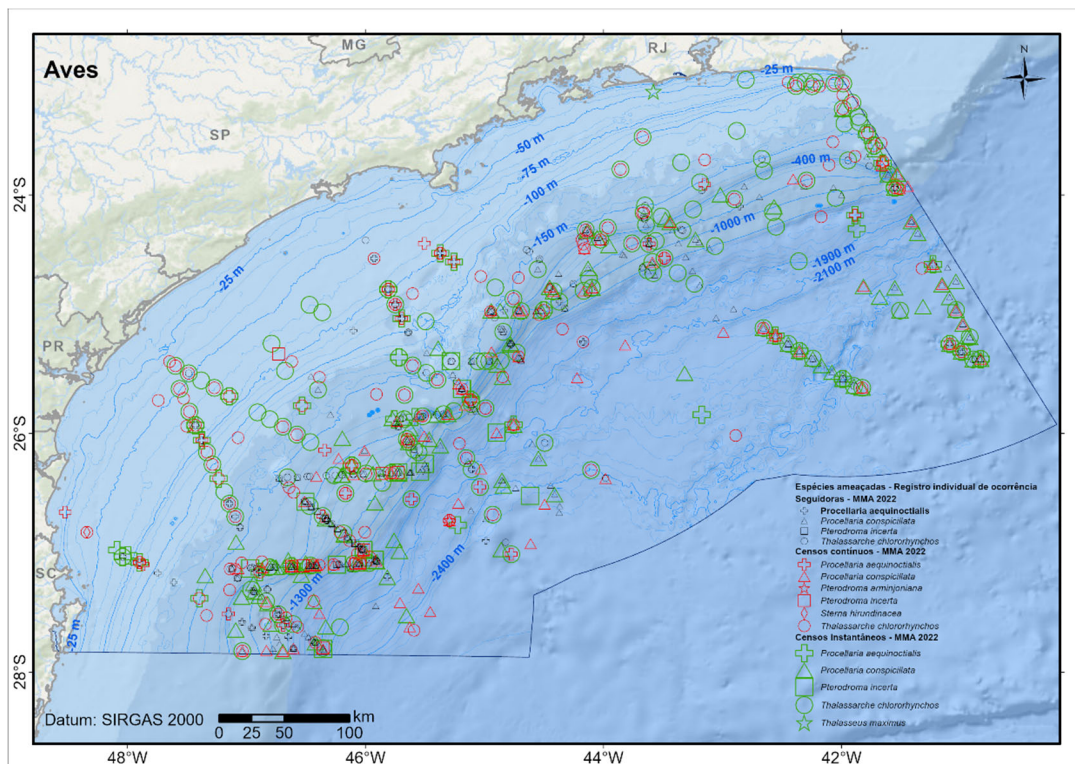 Aves
MG
RJ
N
SP
PR
SC
-25 m
-50 m
-75 m
-100 m
-150 m
-400 m
-1000 m
-1900 m
-2100 m
-25 m
-1300 m
-2400 m
-25 m
24°S
26°S
28°S
Espécies ameaçadas - Registro individual de ocorrência
Seguidoras - MMA 2022
Procellaria aequinoctialis
Procellaria conspicillata
Pterodroma incerta
Thalassarche chlororhynchos
Censos contínuos - MMA 2022
Procellaria aequinoctialis
Procellaria conspicillata
Pterodroma arminjoniana
Pterodroma incerta
Sterna hirundinacea
Thalassarche chlororhynchos
Censos Instantâneos - MMA 2022
Procellaria aequinoctialis
Procellaria conspicillata
Pterodroma incerta
Thalassarche chlororhynchos
Thalasseus maximus
Datum: SIRGAS 2000
km
0 25 50 100
48°W 46°W 44°W 42°W